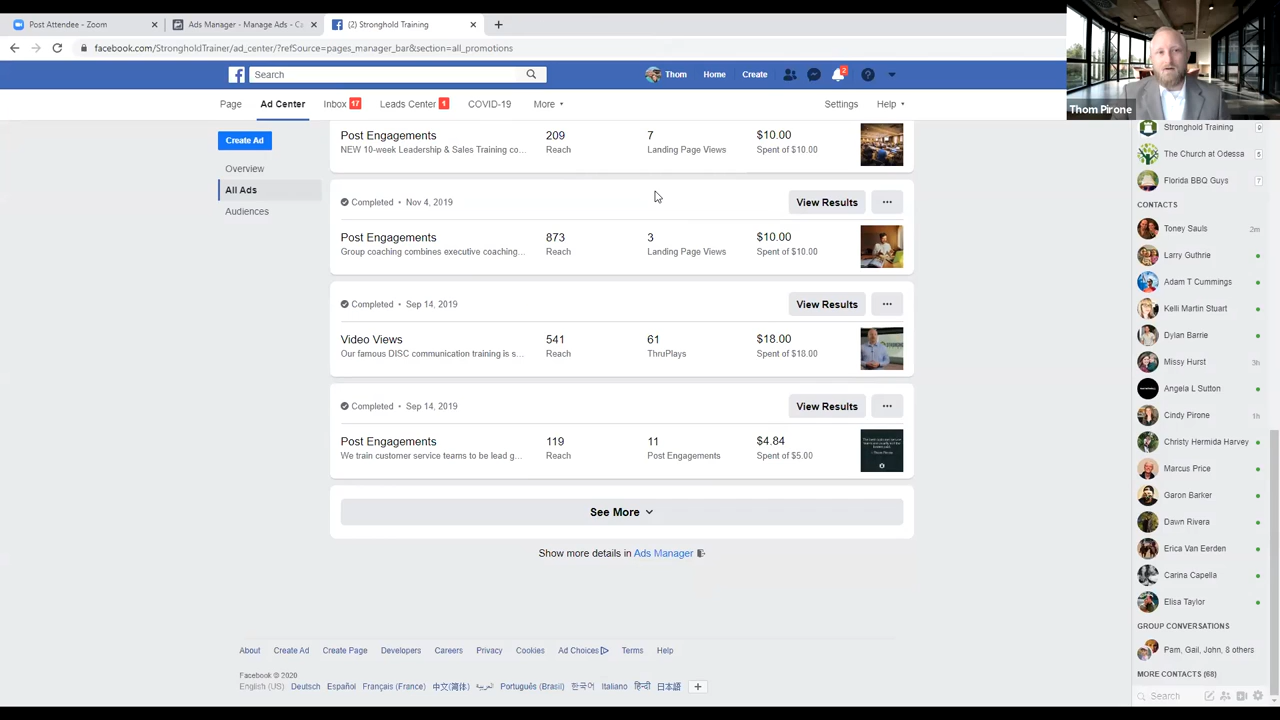 Post Attendee - Zoom
Ads Manager - Manage Ads - Ca
(2) Stronghold Training
facebook.com/StrongholdTrainer/ad_center/?refSource=pages_manager_bar&section=all_promotions
Search
Thom
Home
Create
2
Thom Pirone
Page
Ad Center
Inbox 17
Leads Center 1
COVID-19
More
Settings
Help
Create Ad
Overview
All Ads
Audiences
Post Engagements
209
7
$10.00
NEW 10-week Leadership & Sales Training co...
Reach
Landing Page Views
Spent of $10.00
Completed • Nov 4, 2019
View Results
Post Engagements
873
3
$10.00
Group coaching combines executive coaching...
Reach
Landing Page Views
Spent of $10.00
Completed • Sep 14, 2019
View Results
Video Views
541
61
$18.00
Our famous DISC communication training is s...
Reach
ThruPlays
Spent of $18.00
Completed • Sep 14, 2019
View Results
Post Engagements
119
11
$4.84
We train customer service teams to be lead g...
Reach
Post Engagements
Spent of $5.00
See More
Show more details in Ads Manager
About
Create Ad
Create Page
Developers
Careers
Privacy
Cookies
Ad Choices
Terms
Help
Facebook © 2020
English (US)
Deutsch
Español
Français (France)
中文(简体)
العربية
Português (Brasil)
한국어
Italiano
हिन्दी
日本語
Stronghold Training 9
The Church at Odessa 5
Florida BBQ Guys 7
CONTACTS
Toney Sauls 2m
Larry Guthrie
Adam T Cummings
Kelli Martin Stuart
Dylan Barrie
Missy Hurst 3h
Angela L Sutton
Cindy Pirone 1h
Christy Hermida Harvey
Marcus Price
Garon Barker
Dawn Rivera
Erica Van Eerden
Carina Capella
Elisa Taylor
GROUP CONVERSATIONS
Pam, Gail, John, 8 others
MORE CONTACTS (68)
Search